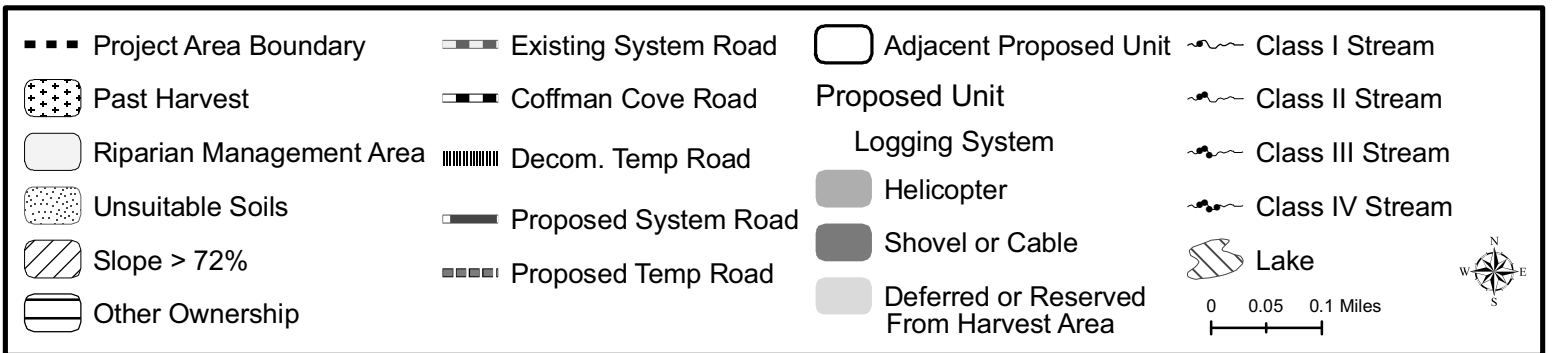 Project Area Boundary
Past Harvest
Riparian Management Area
Unsuitable Soils
Slope > 72%
Other Ownership
Existing System Road
Coffman Cove Road
Decom. Temp Road
Proposed System Road
Proposed Temp Road
Adjacent Proposed Unit
Proposed Unit
Logging System
Helicopter
Shovel or Cable
Deferred or Reserved
From Harvest Area
Class I Stream
Class II Stream
Class III Stream
Class IV Stream
Lake
0 0.05 0.1 Miles
N
W E
S